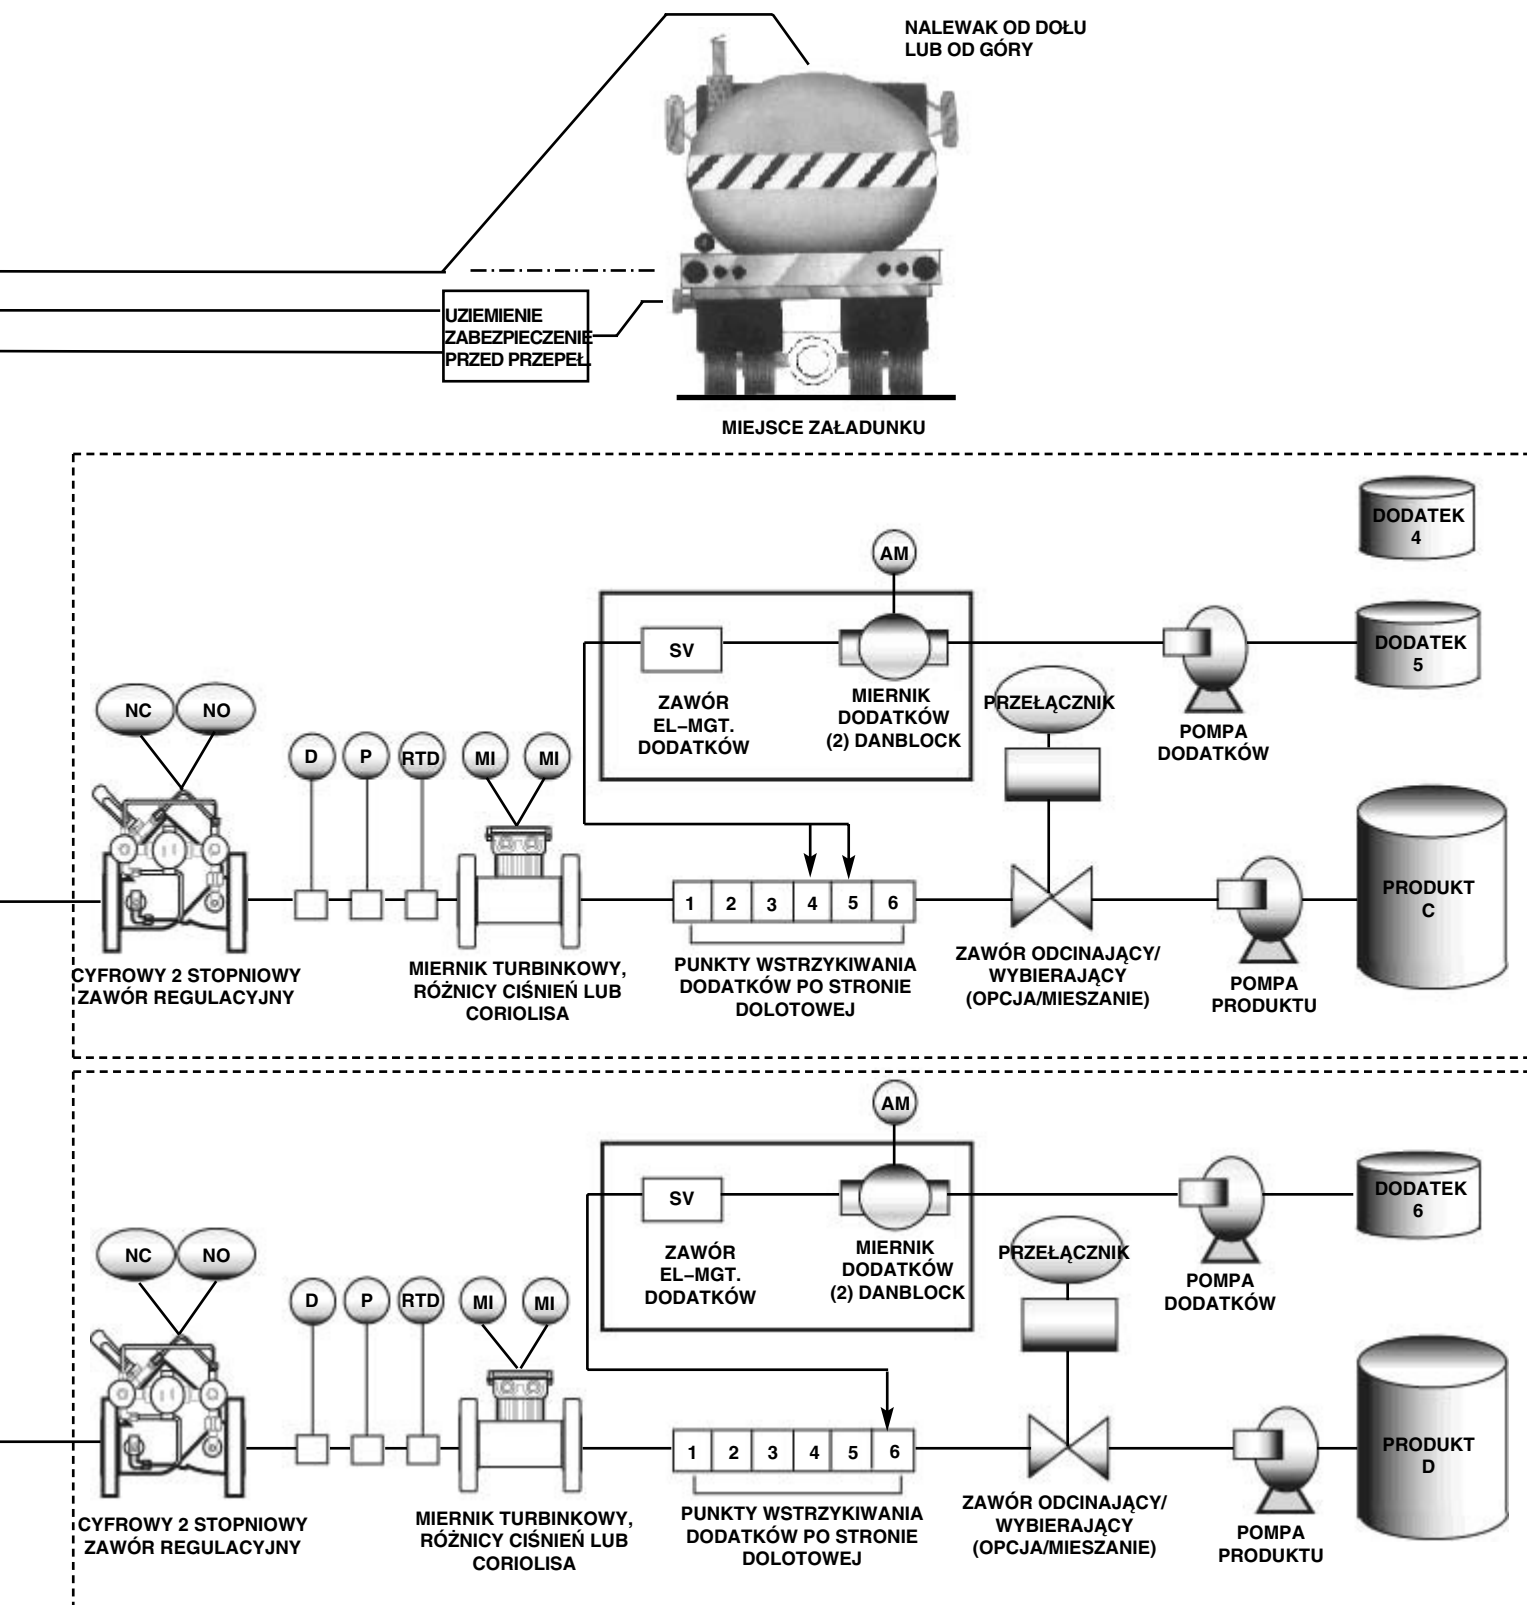 NALEWAK OD DOŁU
LUB OD GÓRY
UZIEMIENIE
ZABEZPIECZENIE
PRZED PRZEPEŁ.
MIEJSCE ZAŁADUNKU
DODATEK
4
AM
SV
DODATEK
5
ZAWÓR
EL–MGT.
DODATKÓW
MIERNIK
DODATKÓW
(2) DANBLOCK
PRZEŁĄCZNIK
POMPA
DODATKÓW
NC
NO
D
P
RTD
MI
MI
1
2
3
4
5
6
PRODUKT
C
CYFROWY 2 STOPNIOWY
ZAWÓR REGULACYJNY
MIERNIK TURBINKOWY,
RÓŻNICY CIŚNIEŃ LUB
CORIOLISA
PUNKTY WSTRZYKIWANIA
DODATKÓW PO STRONIE
DOLOTOWEJ
ZAWÓR ODCINAJĄCY/
WYBIERAJĄCY
(OPCJA/MIESZANIE)
POMPA
PRODUKTU
AM
SV
DODATEK
6
ZAWÓR
EL–MGT.
DODATKÓW
MIERNIK
DODATKÓW
(2) DANBLOCK
PRZEŁĄCZNIK
POMPA
DODATKÓW
NC
NO
D
P
RTD
MI
MI
1
2
3
4
5
6
PRODUKT
D
CYFROWY 2 STOPNIOWY
ZAWÓR REGULACYJNY
MIERNIK TURBINKOWY,
RÓŻNICY CIŚNIEŃ LUB
CORIOLISA
PUNKTY WSTRZYKIWANIA
DODATKÓW PO STRONIE
DOLOTOWEJ
ZAWÓR ODCINAJĄCY/
WYBIERAJĄCY
(OPCJA/MIESZANIE)
POMPA
PRODUKTU